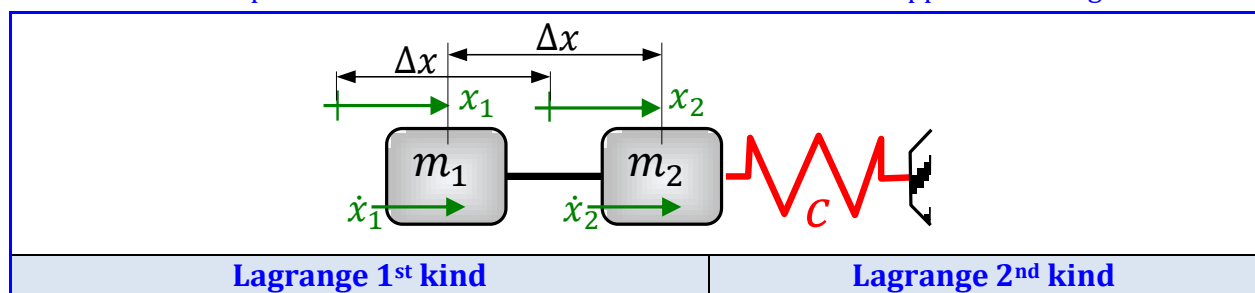 Δx
Δx
x₁ x₂
m₁ m₂
ẋ₁ ẋ₂ C
Lagrange 1st kind Lagrange 2nd kind